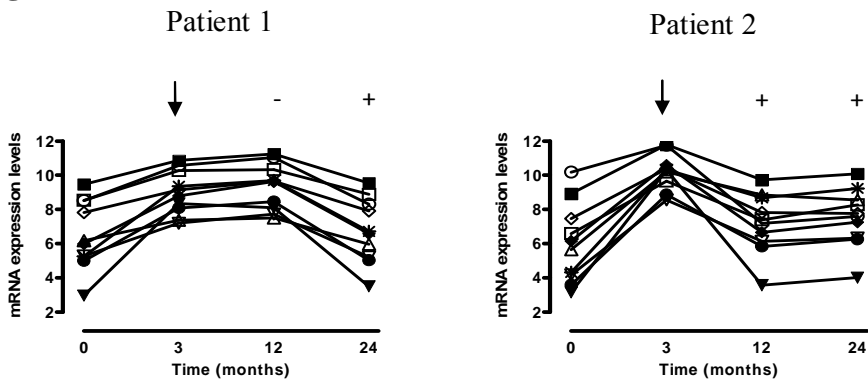 Patient 1
Patient 2
- +
+ +
mRNA expression levels
12
10
8
6
4
2
0 3 12 24
Time (months)
mRNA expression levels
12
10
8
6
4
2
0 3 12 24
Time (months)